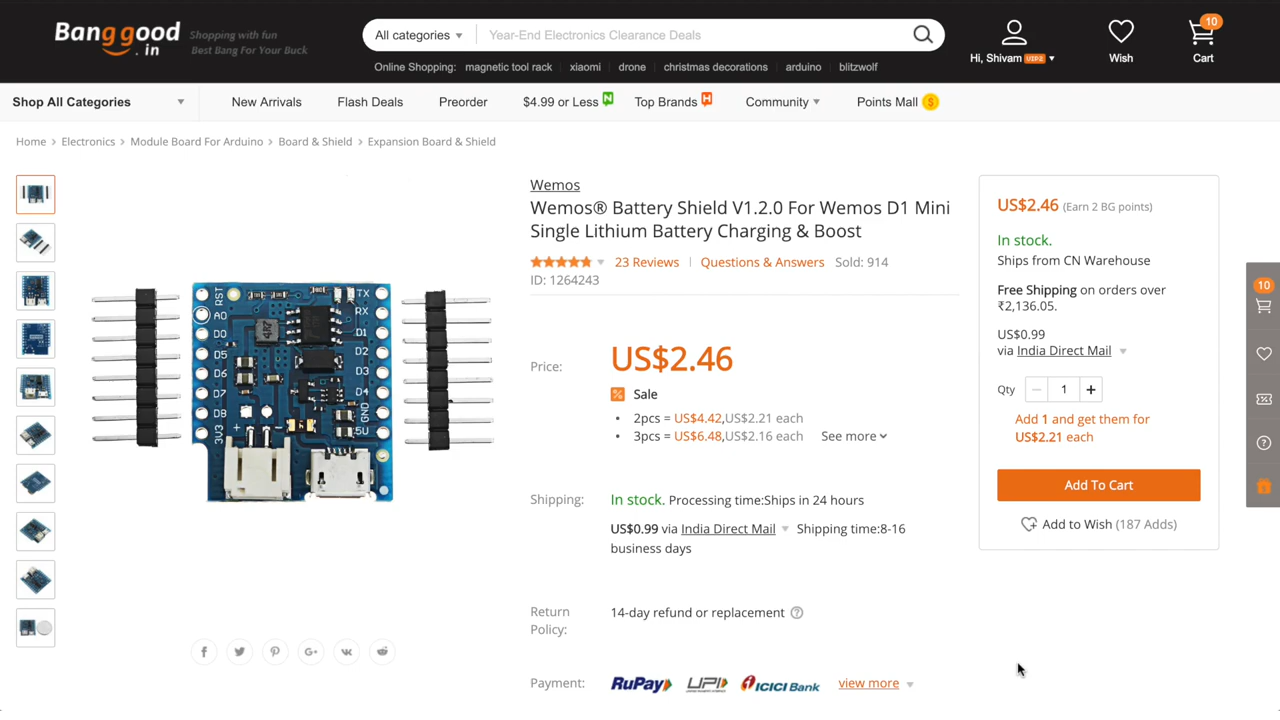 Banggood
.in
Shopping with fun
Best Bang For Your Buck
All categories
Year-End Electronics Clearance Deals
Online Shopping: magnetic tool rack xiaomi drone christmas decorations arduino blitzwolf
Hi, Shivam VIP2
Wish
10
Cart
Shop All Categories
New Arrivals
Flash Deals
Preorder
$4.99 or Less N
Top Brands H
Community
Points Mall $
Home > Electronics > Module Board For Arduino > Board & Shield > Expansion Board & Shield
RST
A0
D0
D5
D6
D7
D8
3V3
TX
RX
D1
D2
D3
D4
GND
5U
4R7
+
-
Wemos
Wemos® Battery Shield V1.2.0 For Wemos D1 Mini
Single Lithium Battery Charging & Boost
23 Reviews | Questions & Answers Sold: 914
ID: 1264243
Price: US$2.46
Sale
• 2pcs = US$4.42,US$2.21 each
• 3pcs = US$6.48,US$2.16 each See more
Shipping: In stock. Processing time:Ships in 24 hours
US$0.99 via India Direct Mail Shipping time:8-16
business days
Return
Policy:
14-day refund or replacement ?
Payment: RuPay UPI ICICI Bank view more
US$2.46 (Earn 2 BG points)
In stock.
Ships from CN Warehouse
Free Shipping on orders over
₹2,136.05.
US$0.99
via India Direct Mail
Qty − 1 +
Add 1 and get them for
US$2.21 each
Add To Cart
Add to Wish (187 Adds)
10
?